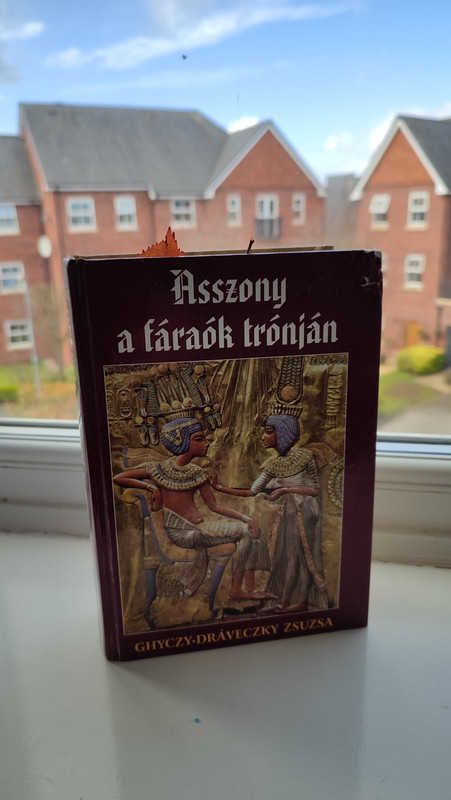 Asszony
a fáraók trónján
GHYCZY-DRÁVECZKY ZSUZSA